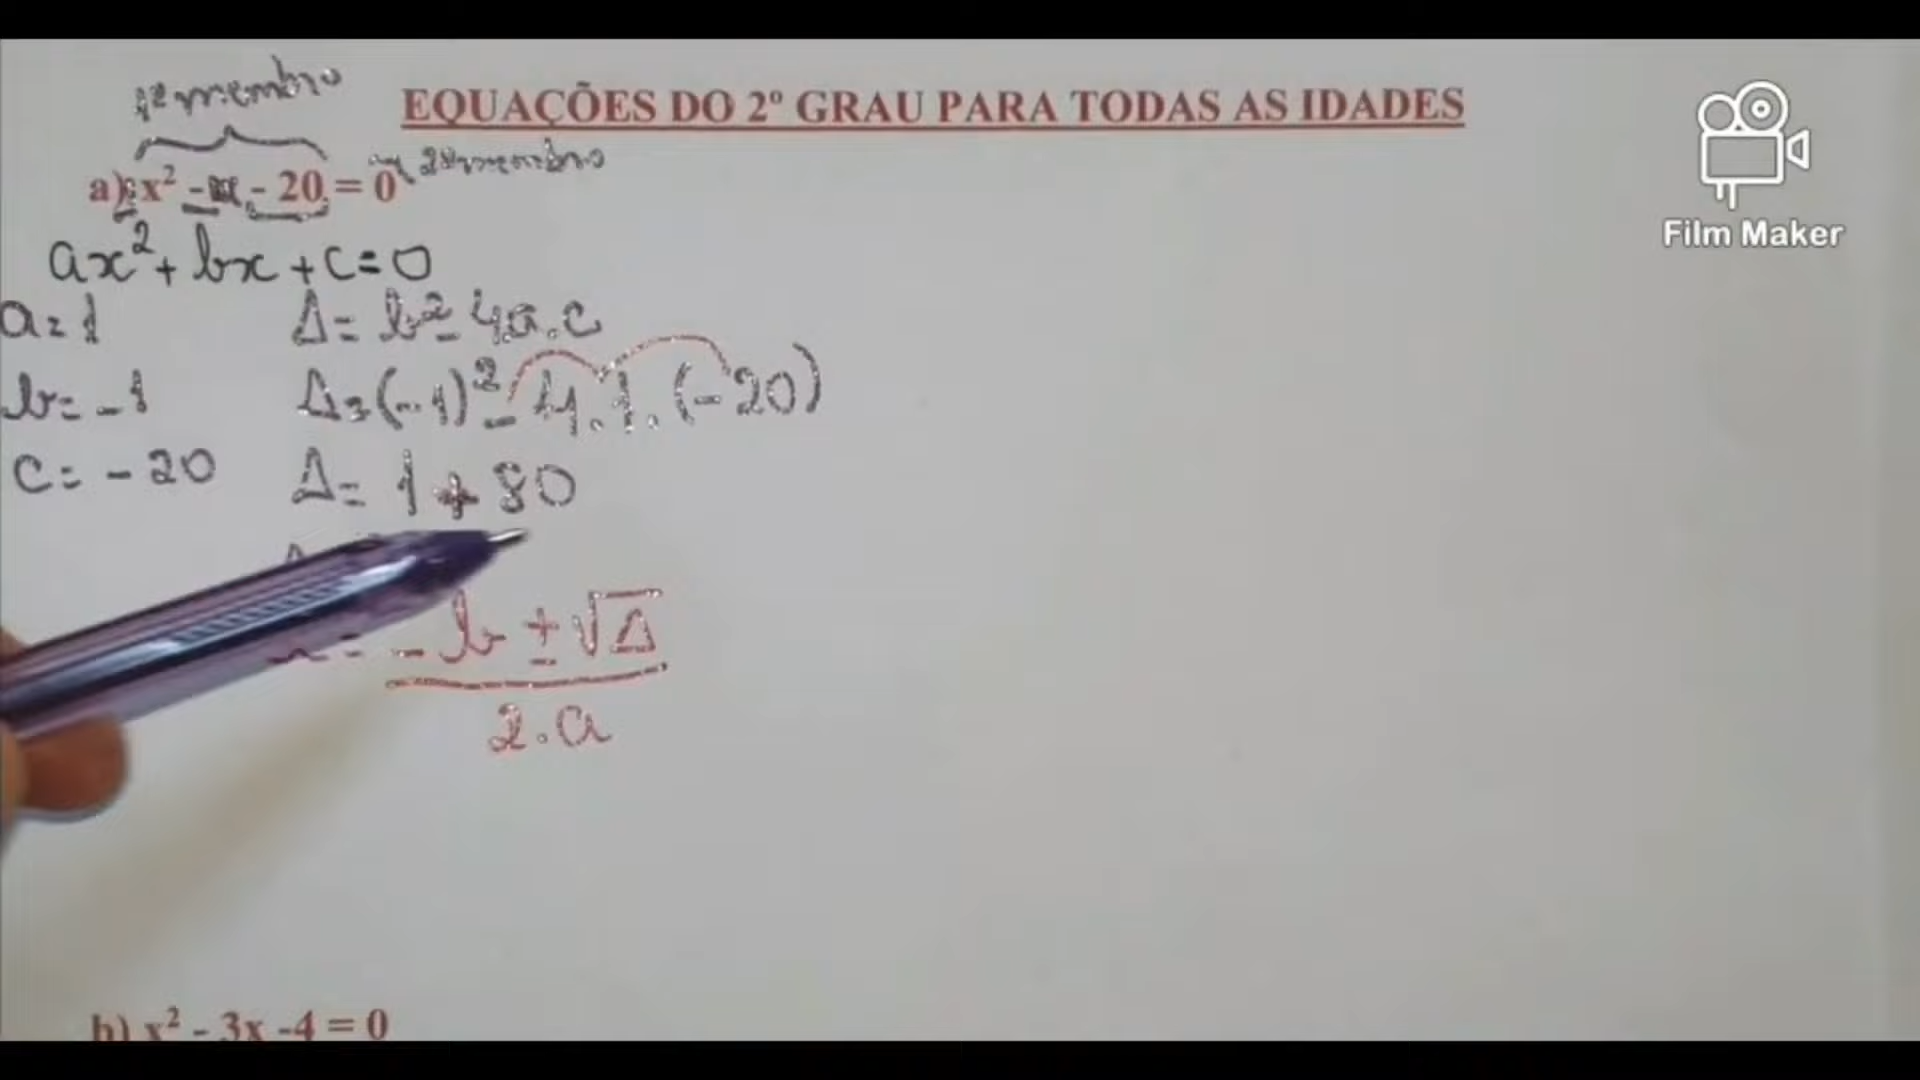 1º membro
EQUAÇÕES DO 2º GRAU PARA TODAS AS IDADES
a) x² - x - 20 = 0
2º membro
Film Maker
ax² + bx + c = 0
a = 1
Δ = b² - 4a.c
b = - 1
Δ = (-1)² - 4.1.(-20)
c = - 20
Δ = 1 + 80
= - b ± √Δ
2.a
b) x² - 3x -4 = 0